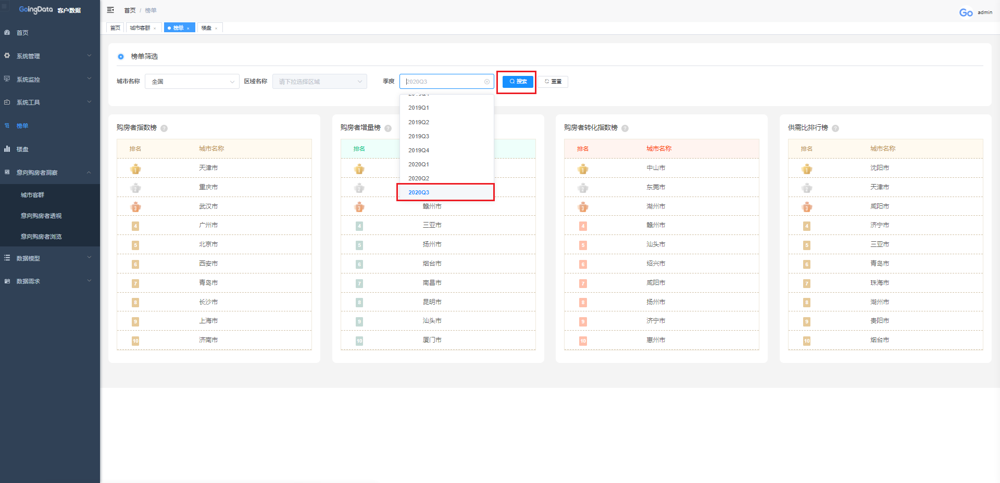 GoingData 客户数据
首页 / 榜单
Go admin
首页
城市客群 ×
榜单 ×
楼盘 ×
首页
系统管理
系统监控
系统工具
榜单
楼盘
意向购房者洞察
城市客群
意向购房者透视
意向购房者浏览
数据模型
数据需求
榜单筛选
城市名称 全国 区域名称 请下拉选择区域 季度 2020Q3 搜索 重置
2019Q1
2019Q2
2019Q3
2019Q4
2020Q1
2020Q2
2020Q3
购房者指数榜 ?
排名 城市名称
1 天津市
2 重庆市
3 武汉市
4 广州市
5 北京市
6 西安市
7 青岛市
8 长沙市
9 上海市
10 济南市
购房者增量榜 ?
排名
1
2
3 赣州市
4 三亚市
5 扬州市
6 烟台市
7 南昌市
8 昆明市
9 汕头市
10 厦门市
购房者转化指数榜 ?
排名 城市名称
1 中山市
2 东莞市
3 湖州市
4 赣州市
5 汕头市
6 绍兴市
7 咸阳市
8 扬州市
9 济宁市
10 惠州市
供需比排行榜 ?
排名 城市名称
1 沈阳市
2 天津市
3 咸阳市
4 济宁市
5 三亚市
6 青岛市
7 珠海市
8 湖州市
9 贵阳市
10 烟台市